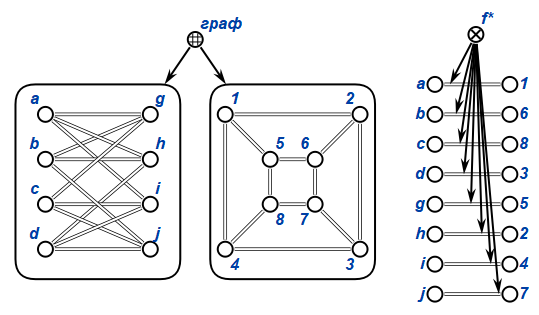 граф
f*
a g
b h
c i
d j
1 2
5 6
8 7
4 3
a 1
b 6
c 8
d 3
g 5
h 2
i 4
j 7